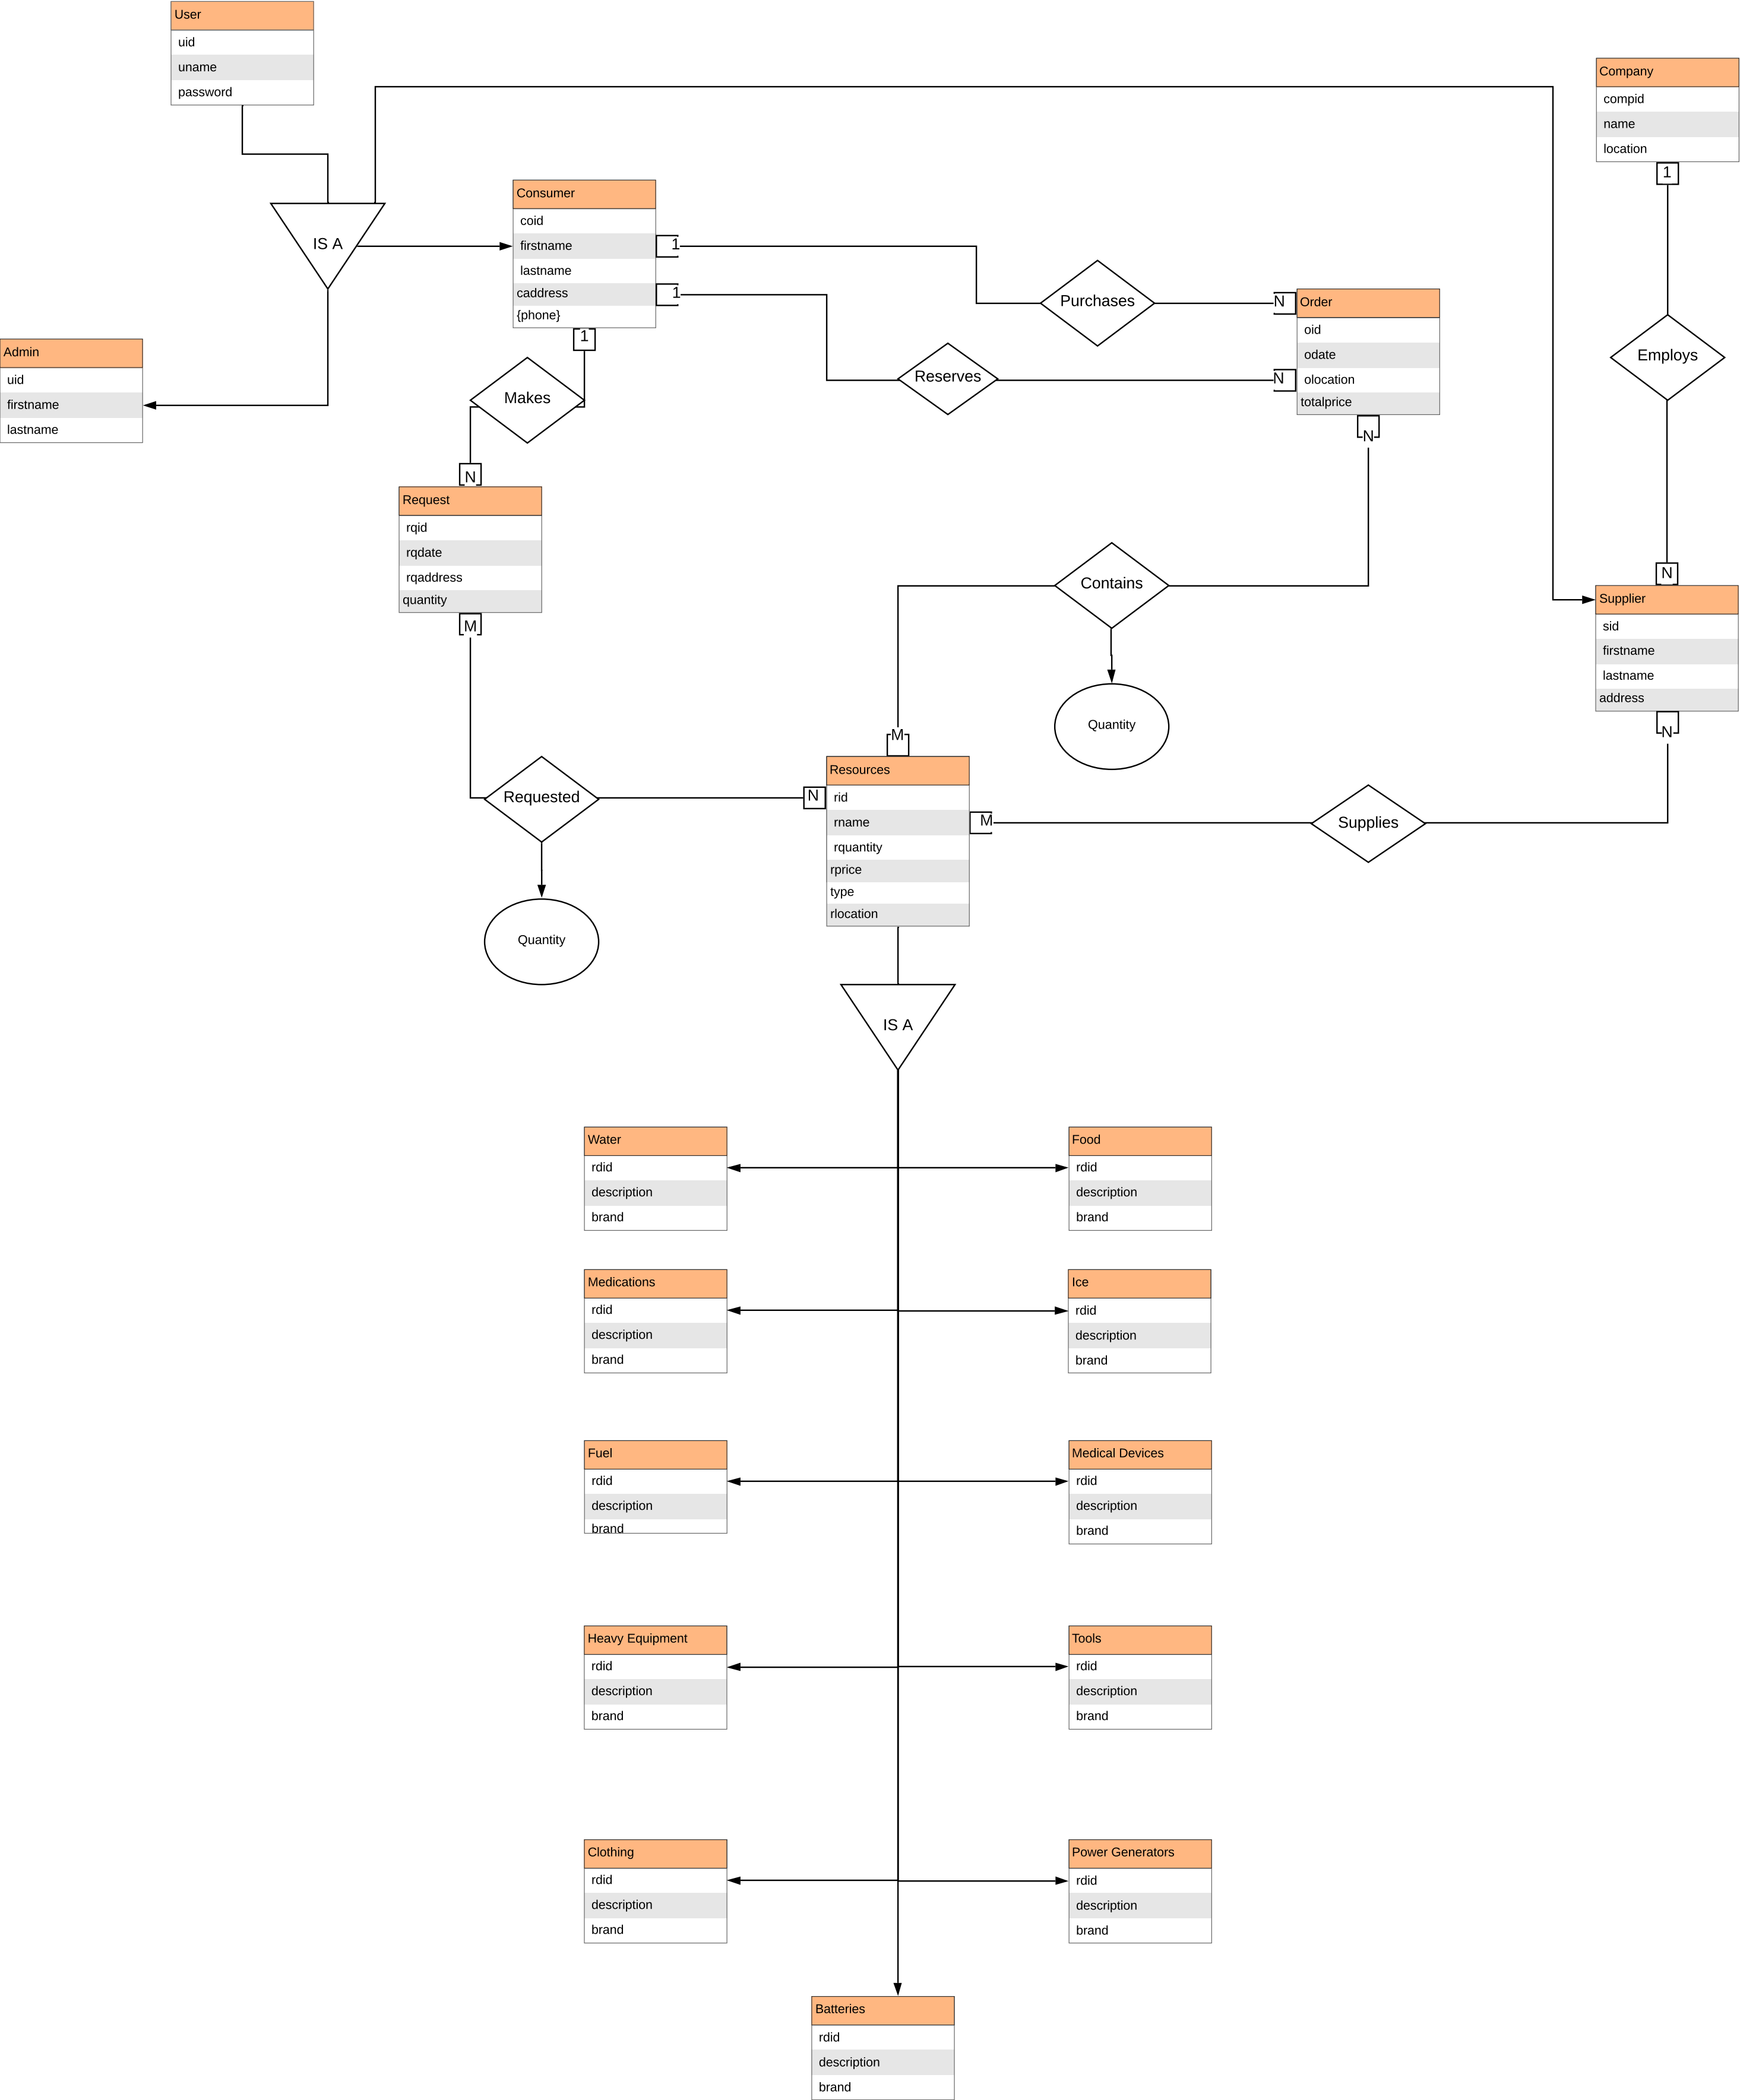 User
uid
uname
password
Company
compid
name
location
1
IS A
Consumer
coid
firstname
lastname
caddress
{phone}
1
1
1
Purchases
Reserves
N
N
Order
oid
odate
olocation
totalprice
N
Employs
Admin
uid
firstname
lastname
Makes
N
Request
rqid
rqdate
rqaddress
quantity
M
Contains
Quantity
N
Supplier
sid
firstname
lastname
address
N
M
Resources
rid
rname
rquantity
rprice
type
rlocation
N
M
Requested
Quantity
Supplies
IS A
Water
rdid
description
brand
Food
rdid
description
brand
Medications
rdid
description
brand
Ice
rdid
description
brand
Fuel
rdid
description
brand
Medical Devices
rdid
description
brand
Heavy Equipment
rdid
description
brand
Tools
rdid
description
brand
Clothing
rdid
description
brand
Power Generators
rdid
description
brand
Batteries
rdid
description
brand